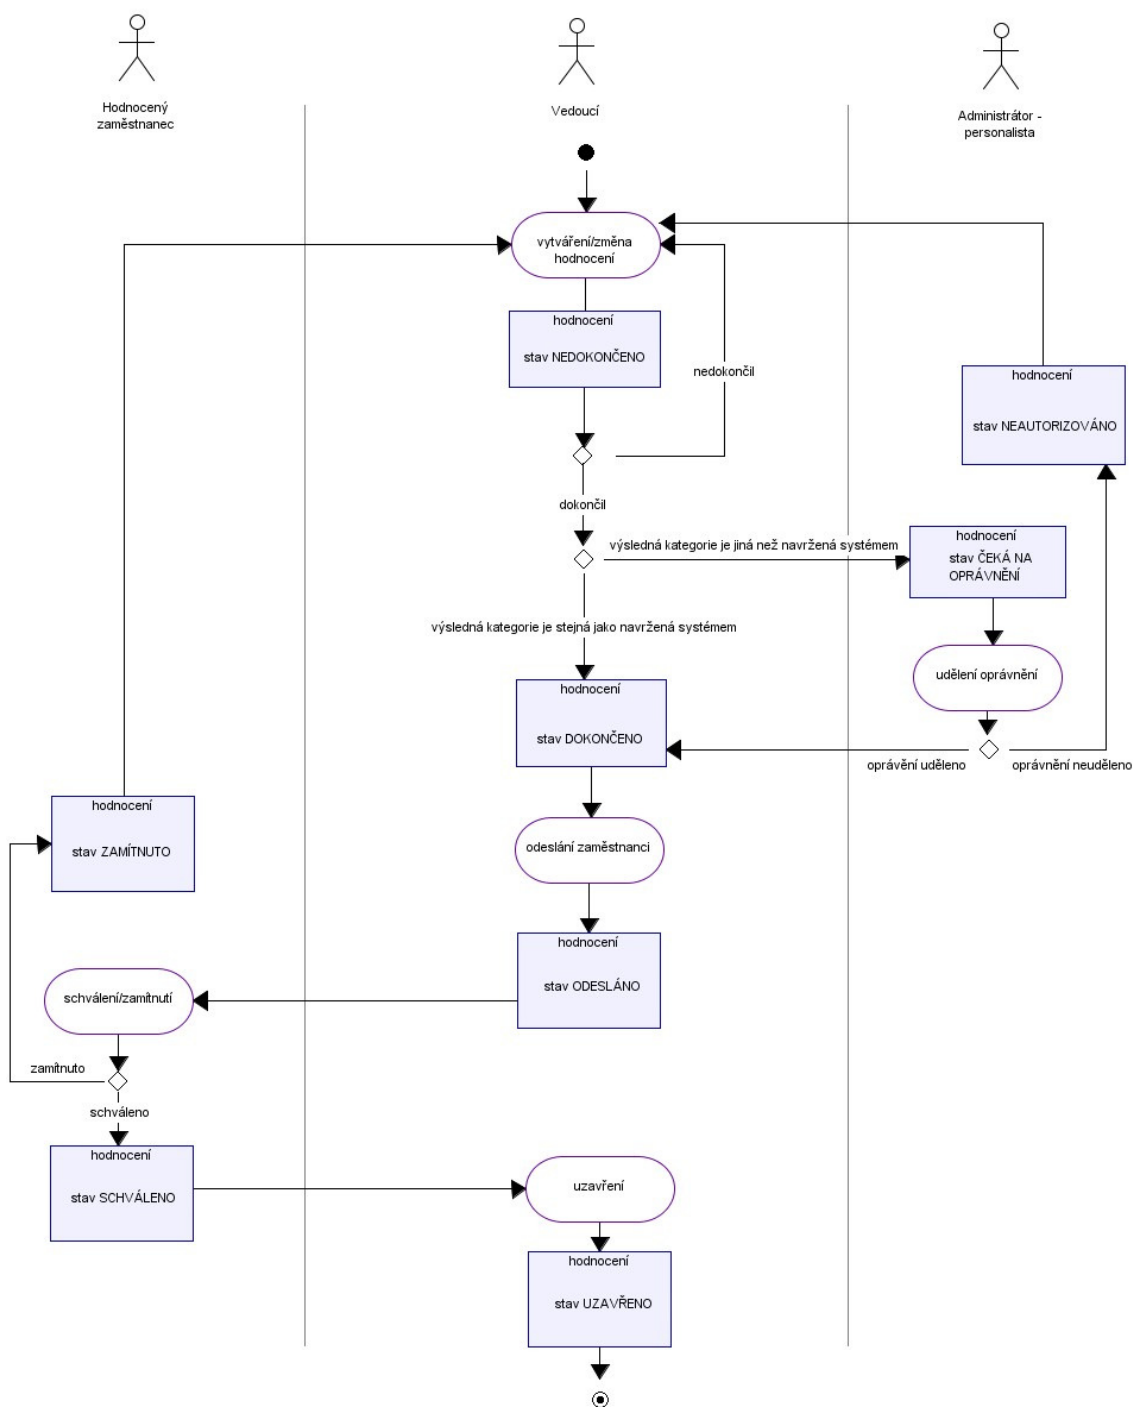 Hodnocený
zaměstnanec
Vedoucí
Administrátor -
personalista
vytváření/změna
hodnocení
hodnocení
stav NEDOKONČENO
nedokončil
hodnocení
stav NEAUTORIZOVÁNO
dokončil
výsledná kategorie je jiná než navržená systémem
hodnocení
stav ČEKÁ NA
OPRÁVNĚNÍ
výsledná kategorie je stejná jako navržená systémem
udělení oprávnění
hodnocení
stav DOKONČENO
oprávění uděleno
oprávnění neuděleno
hodnocení
stav ZAMÍTNUTO
odeslání zaměstnanci
hodnocení
stav ODESLÁNO
schválení/zamítnutí
zamítnuto
schváleno
hodnocení
stav SCHVÁLENO
uzavření
hodnocení
stav UZAVŘENO